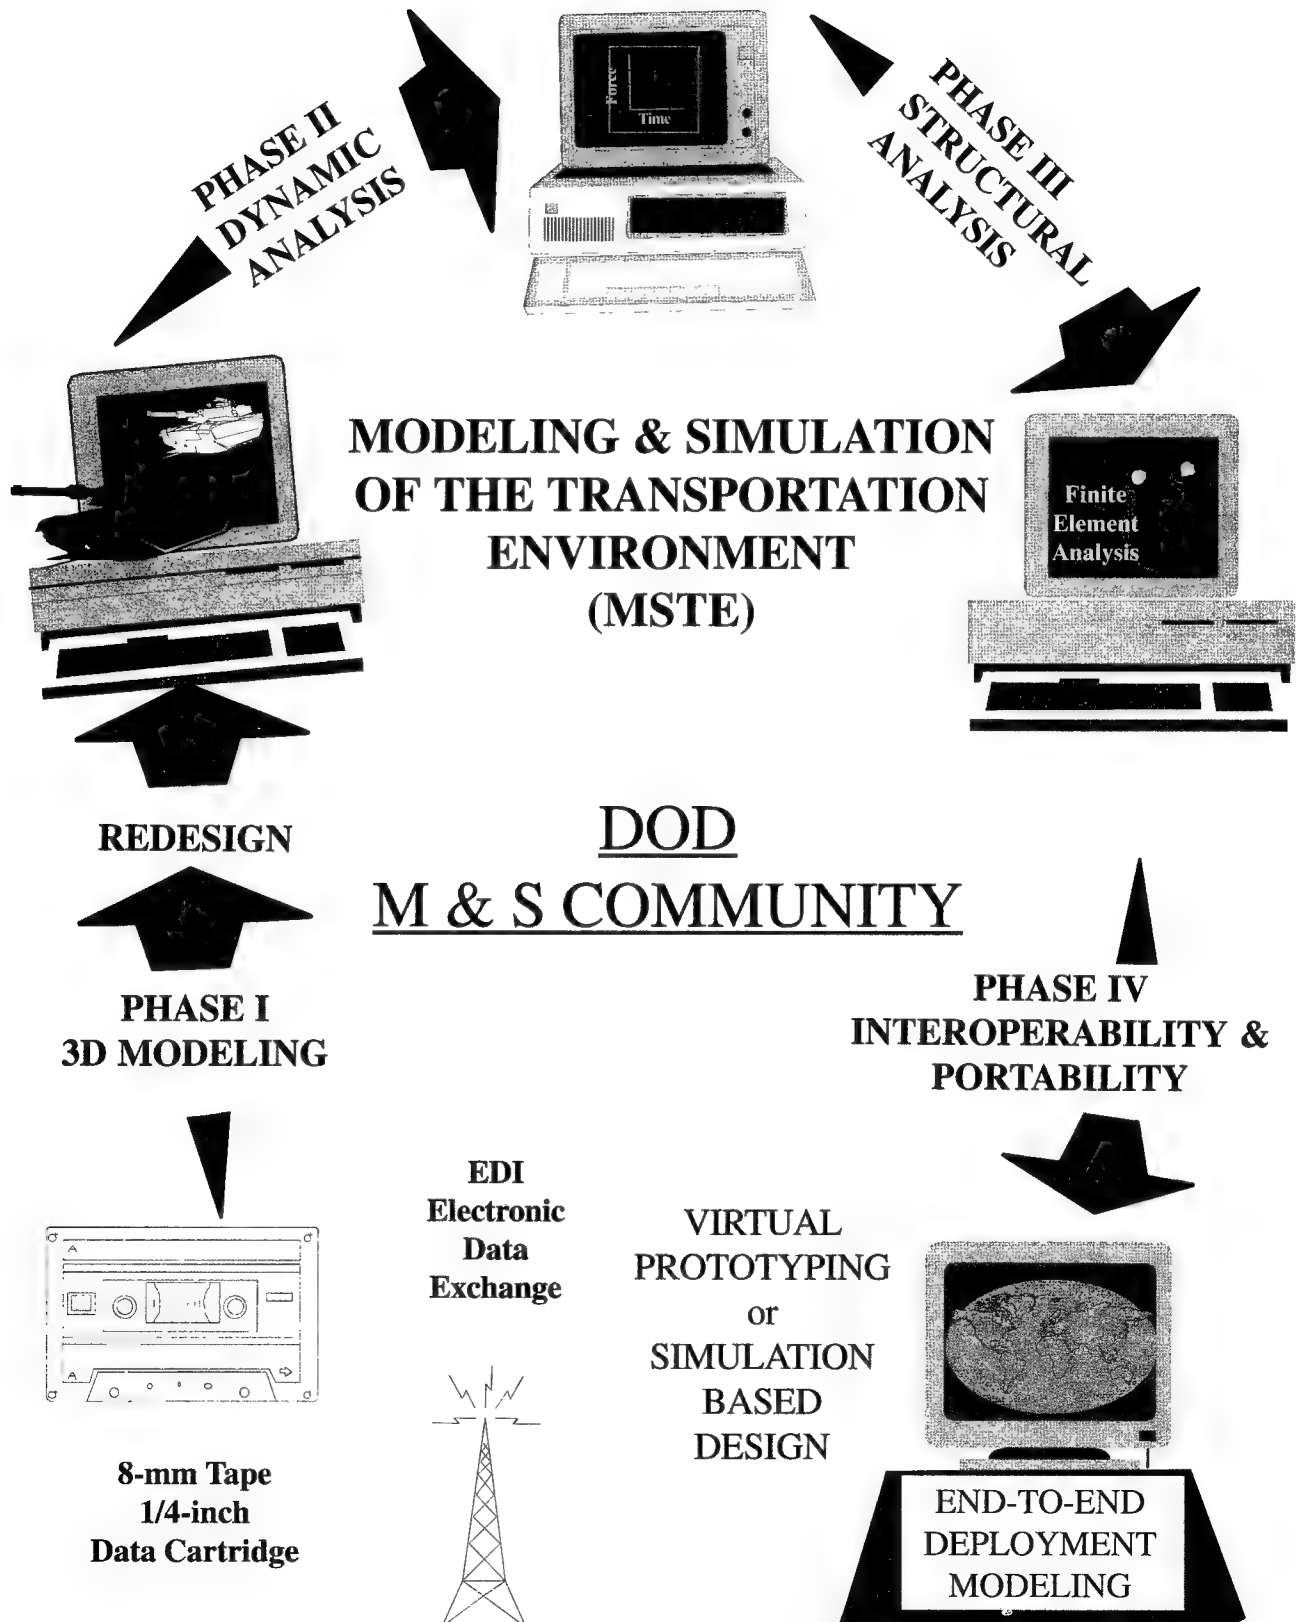 Force
Time
PHASE II
DYNAMIC
ANALYSIS
PHASE III
STRUCTURAL
ANALYSIS
MODELING & SIMULATION
OF THE TRANSPORTATION
ENVIRONMENT
(MSTE)
Finite
Element
Analysis
REDESIGN
DOD
M & S COMMUNITY
PHASE I
3D MODELING
PHASE IV
INTEROPERABILITY &
PORTABILITY
EDI
Electronic
Data
Exchange
VIRTUAL
PROTOTYPING
or
SIMULATION
BASED
DESIGN
A
A
8-mm Tape
1/4-inch
Data Cartridge
END-TO-END
DEPLOYMENT
MODELING